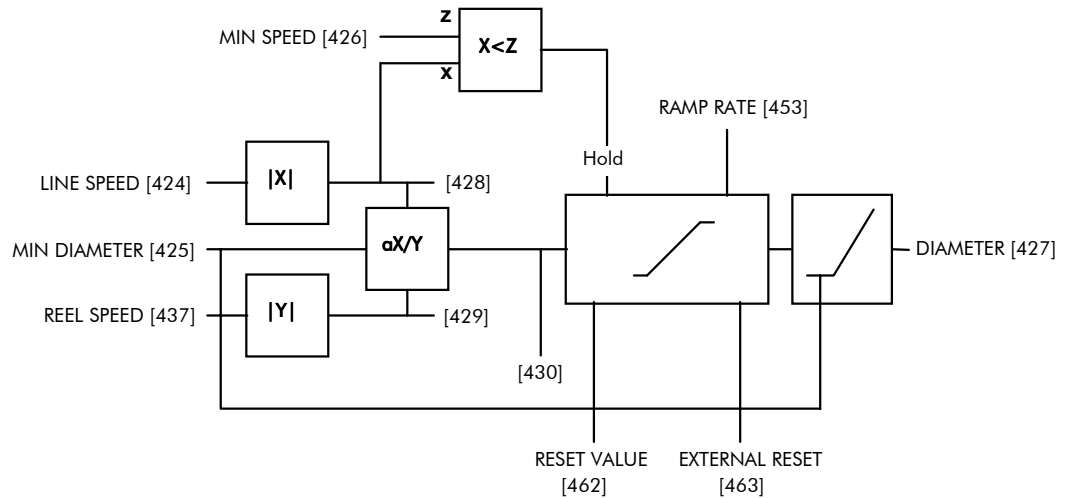 z
MIN SPEED [426]
X<Z
x
RAMP RATE [453]
Hold
LINE SPEED [424]
|X|
[428]
MIN DIAMETER [425]
aX/Y
DIAMETER [427]
REEL SPEED [437]
|Y|
[429]
[430]
RESET VALUE
[462]
EXTERNAL RESET
[463]